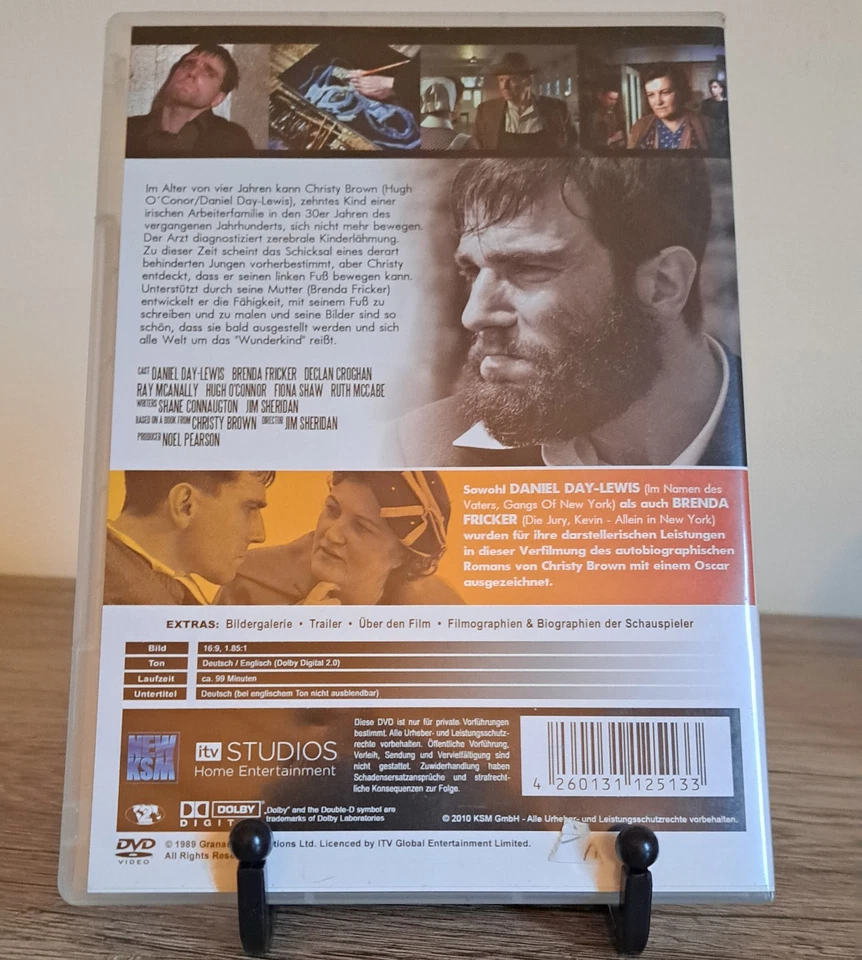 Im Alter von vier Jahren kann Christy Brown (Hugh
O´Conor/Daniel Day-Lewis), zehntes Kind einer
irischen Arbeiterfamilie in den 30er Jahren des
vergangenen Jahrhunderts, sich nicht mehr bewegen.
Der Arzt diagnostiziert zerebrale Kinderlähmung.
Zu dieser Zeit scheint das Schicksal eines derart
behinderten Jungen vorherbestimmt, aber Christy
entdeckt, dass er seinen linken Fuß bewegen kann.
Unterstützt durch seine Mutter (Brenda Fricker)
entwickelt er die Fähigkeit, mit seinem Fuß zu
schreiben und zu malen und seine Bilder sind so
schön, dass sie bald ausgestellt werden und sich
alle Welt um das "Wunderkind" reißt.
CAST DANIEL DAY-LEWIS BRENDA FRICKER DECLAN CROGHAN
RAY MCANALLY HUGH O'CONNOR FIONA SHAW RUTH MCCABE
WRITERS SHANE CONNAUGTON JIM SHERIDAN
BASED ON A BOOK FROM CHRISTY BROWN DIRECTOR JIM SHERIDAN
PRODUCER NOEL PEARSON
Sowohl DANIEL DAY-LEWIS (Im Namen des
Vaters, Gangs Of New York) als auch BRENDA
FRICKER (Die Jury, Kevin - Allein in New York)
wurden für ihre darstellerischen Leistungen
in dieser Verfilmung des autobiographischen
Romans von Christy Brown mit einem Oscar
ausgezeichnet.
EXTRAS: Bildergalerie • Trailer • Über den Film • Filmographien & Biographien der Schauspieler
Bild 16:9, 1.85:1
Ton Deutsch / Englisch (Dolby Digital 2.0)
Laufzeit ca. 99 Minuten
Untertitel Deutsch (bei englischem Ton nicht ausblendbar)
NEW
KSM
itv STUDIOS
Home Entertainment
Diese DVD ist nur für private Vorführungen
bestimmt. Alle Urheber- und Leistungsschutz-
rechte vorbehalten. Öffentliche Vorführung,
Verleih, Sendung und Vervielfältigung sind
nicht gestattet. Zuwiderhandlung haben
Schadensersatzansprüche und strafrecht-
liche Konsequenzen zur Folge.
4 260131 125133
DOLBY
DIGIT
„Dolby" and the Double-D symbol are
trademarks of Dolby Laboratories
© 2010 KSM GmbH - Alle Urheber- und Leistungsschutzrechte vorbehalten.
DVD
VIDEO
© 1989 Grana tions Ltd. Licenced by ITV Global Entertainment Limited.
All Rights Rese